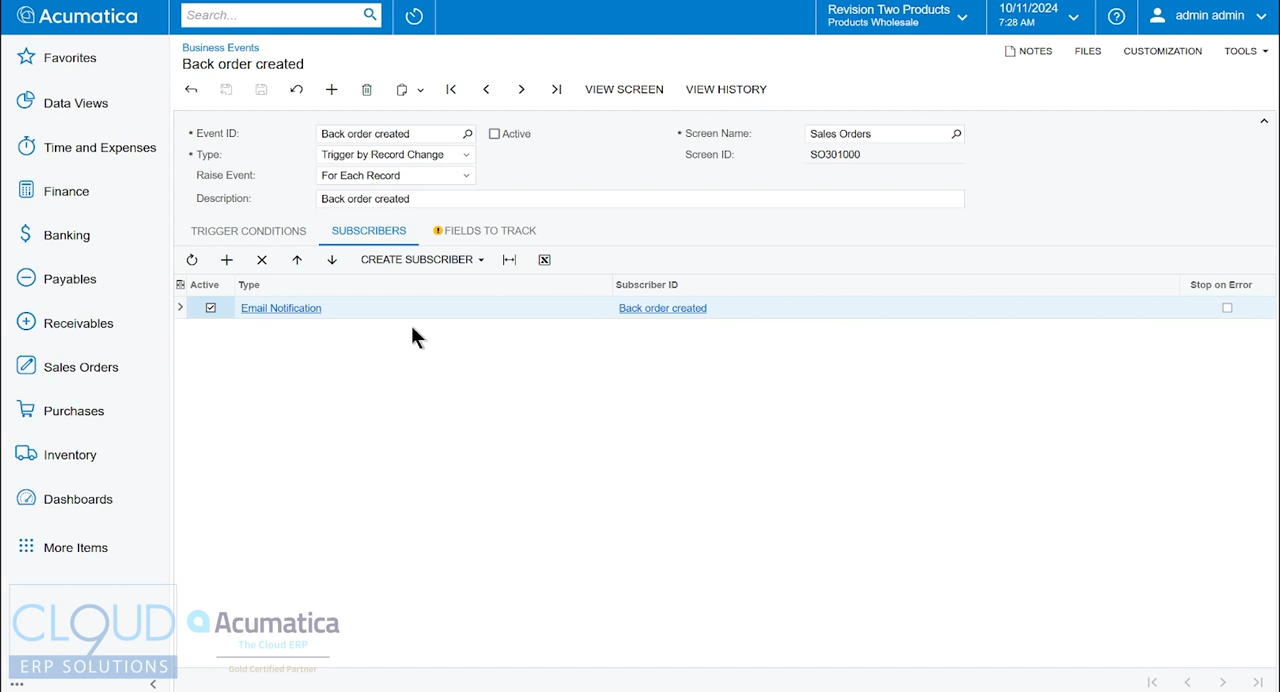 Acumatica
Search...
Revision Two Products
Products Wholesale
10/11/2024
7:28 AM
admin admin
Favorites
Data Views
Time and Expenses
Finance
Banking
Payables
Receivables
Sales Orders
Purchases
Inventory
Dashboards
More Items
Business Events
Back order created
NOTES FILES CUSTOMIZATION TOOLS
VIEW SCREEN VIEW HISTORY
* Event ID: Back order created Active * Screen Name: Sales Orders
* Type: Trigger by Record Change Screen ID: SO301000
Raise Event: For Each Record
Description: Back order created
TRIGGER CONDITIONS SUBSCRIBERS FIELDS TO TRACK
CREATE SUBSCRIBER
Active Type Subscriber ID Stop on Error
Email Notification Back order created
CLOUD 9
ERP SOLUTIONS
Acumatica
The Cloud ERP
Gold Certified Partner